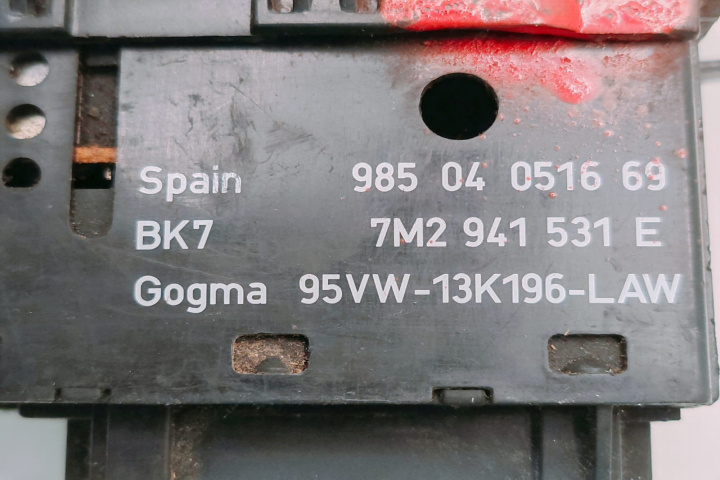 Spain 985 04 0516 69
BK7 7M2 941 531 E
Gogma 95VW-13K196-LAW